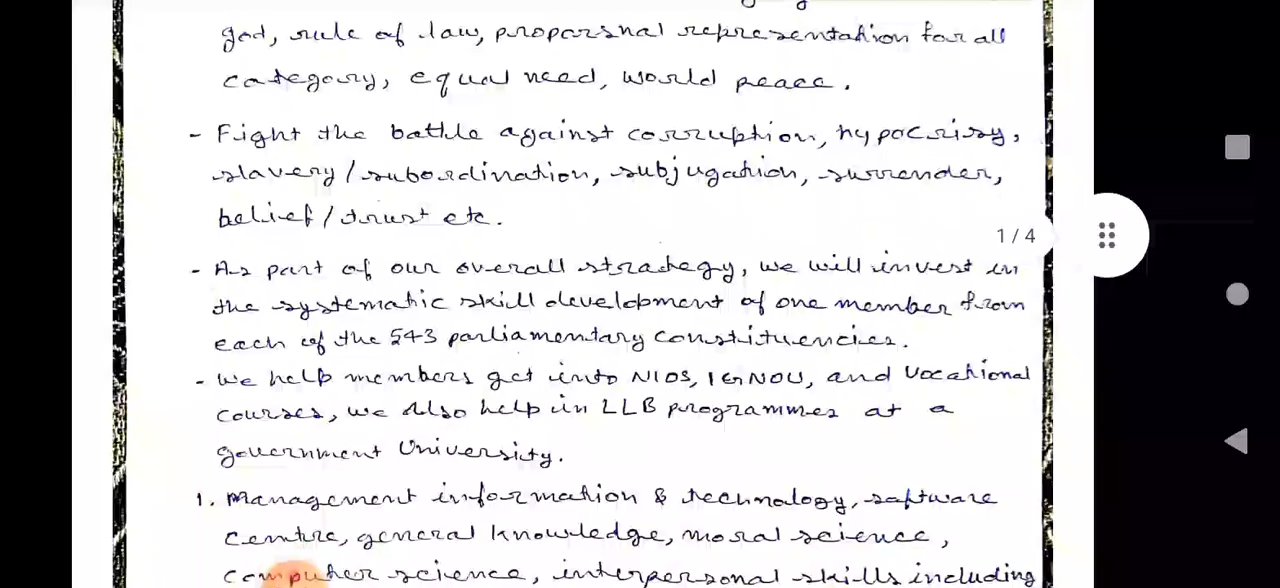 god, rule of law, proparsnal representation for all
category, equal need, world peace.
- Fight the battle against corruption, hypocrisy,
slavery/subordination, subjugation, surrender,
belief/trust etc.
1/4
- As part of our overall stradegy, we will invest in
the systematic skill development of one member from
each of the 543 parliamentary constituencies.
- We help members get into NIOS, IGNOU, and vocational
courses, we also help in LLB programmes at a
government University.
1. Management information & technology, software
centre, general knowledge, moral science,
computer science, interpersonal skills including